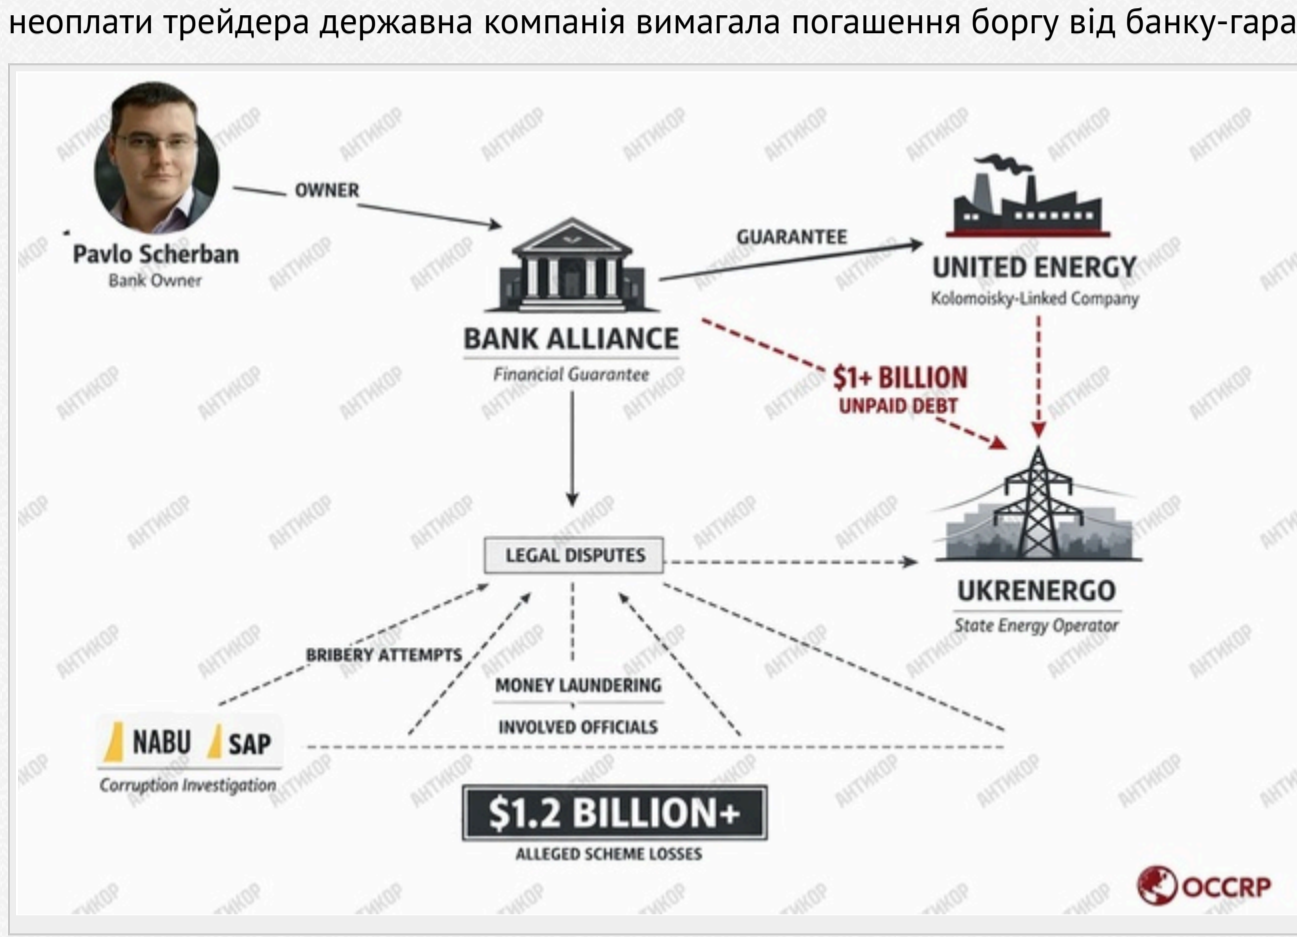 неоплати трейдера державна компанія вимагала погашення боргу від банку-гара
OWNER
Pavlo Scherban
Bank Owner
GUARANTEE
BANK ALLIANCE
Financial Guarantee
UNITED ENERGY
Kolomoisky-Linked Company
$1+ BILLION
UNPAID DEBT
LEGAL DISPUTES
UKRENERGO
State Energy Operator
BRIBERY ATTEMPTS
MONEY LAUNDERING
INVOLVED OFFICIALS
NABU SAP
Corruption Investigation
$1.2 BILLION+
ALLEGED SCHEME LOSSES
OCCRP
АНТИКОР